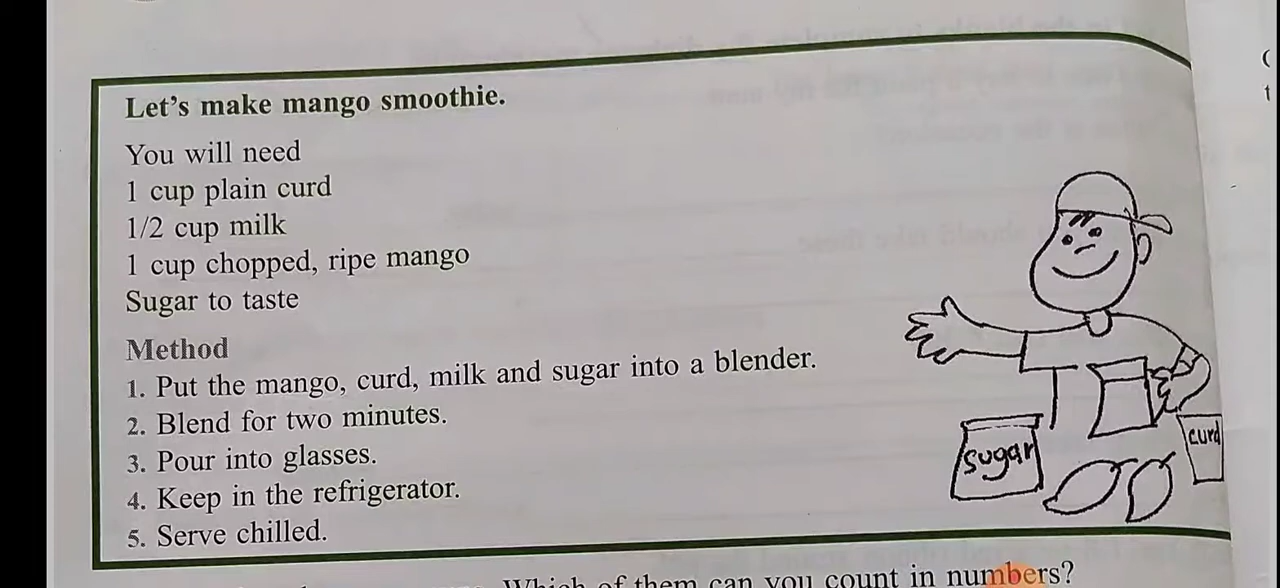 Let's make mango smoothie.
You will need
1 cup plain curd
1/2 cup milk
1 cup chopped, ripe mango
Sugar to taste
Method
1. Put the mango, curd, milk and sugar into a blender.
2. Blend for two minutes.
3. Pour into glasses.
4. Keep in the refrigerator.
5. Serve chilled.
sugar
curd
Which of them can you count in numbers?